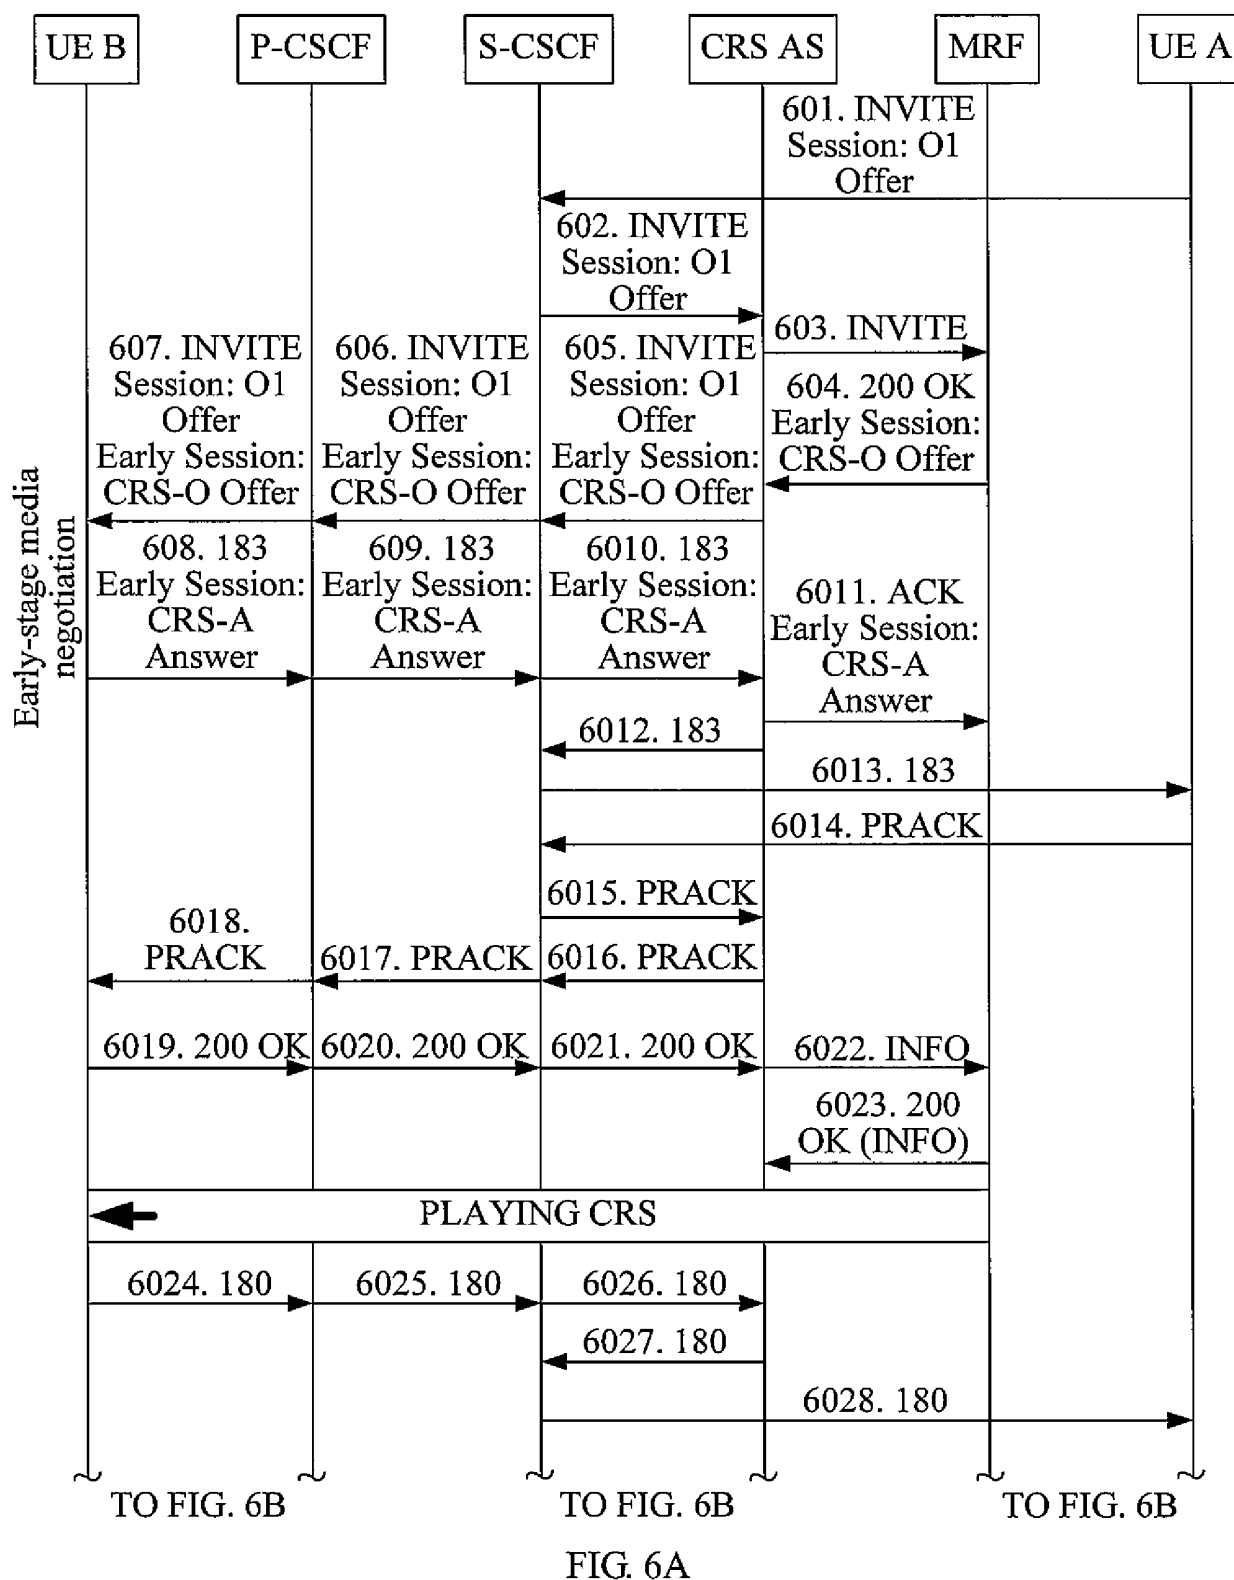 UE B
P-CSCF
S-CSCF
CRS AS
MRF
UE A
601. INVITE
Session: O1
Offer
602. INVITE
Session: O1
Offer
603. INVITE
604. 200 OK
Early Session:
CRS-O Offer
605. INVITE
Session: O1
Offer
Early Session:
CRS-O Offer
606. INVITE
Session: O1
Offer
Early Session:
CRS-O Offer
607. INVITE
Session: O1
Offer
Early Session:
CRS-O Offer
Early-stage media
negotiation
608. 183
Early Session:
CRS-A
Answer
609. 183
Early Session:
CRS-A
Answer
6010. 183
Early Session:
CRS-A
Answer
6011. ACK
Early Session:
CRS-A
Answer
6012. 183
6013. 183
6014. PRACK
6015. PRACK
6016. PRACK
6017. PRACK
6018.
PRACK
6019. 200 OK
6020. 200 OK
6021. 200 OK
6022. INFO
6023. 200
OK (INFO)
PLAYING CRS
6024. 180
6025. 180
6026. 180
6027. 180
6028. 180
TO FIG. 6B
TO FIG. 6B
TO FIG. 6B
FIG. 6A